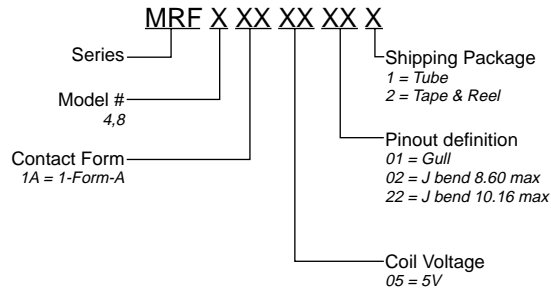 MRF X XX XX XX X
Series
Model #
4,8
Contact Form
1A = 1-Form-A
Shipping Package
1 = Tube
2 = Tape & Reel
Pinout definition
01 = Gull
02 = J bend 8.60 max
22 = J bend 10.16 max
Coil Voltage
05 = 5V